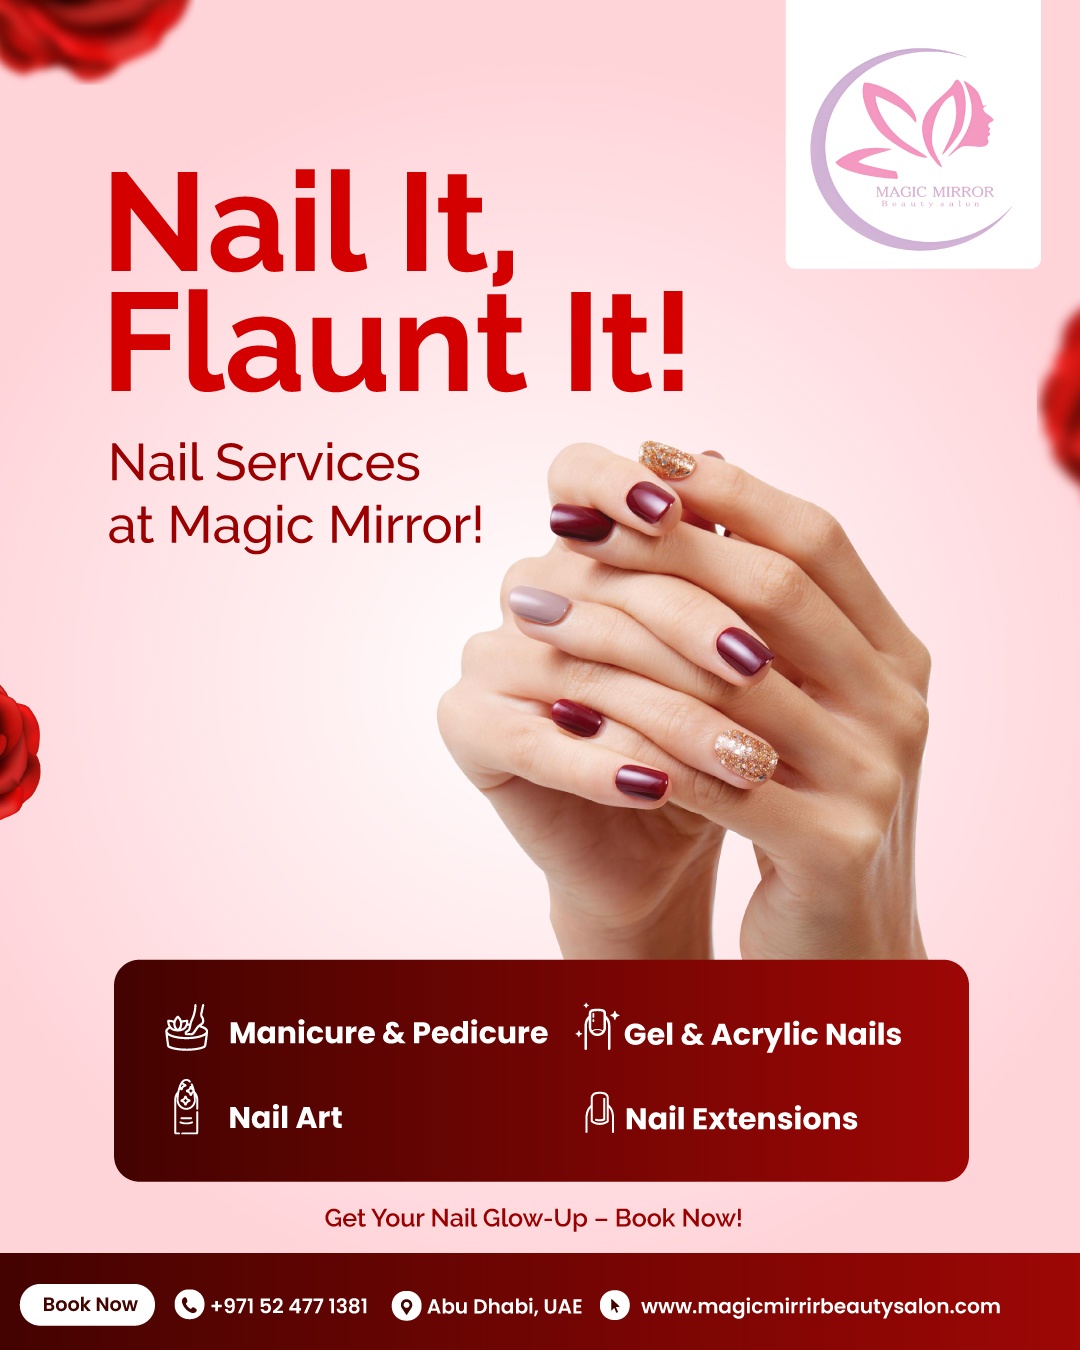 MAGIC MIRROR
Beauty salon
Nail It,
Flaunt It!
Nail Services
at Magic Mirror!
Manicure & Pedicure
Gel & Acrylic Nails
Nail Art
Nail Extensions
Get Your Nail Glow-Up – Book Now!
Book Now
+971 52 477 1381
Abu Dhabi, UAE
www.magicmirrirbeautysalon.com